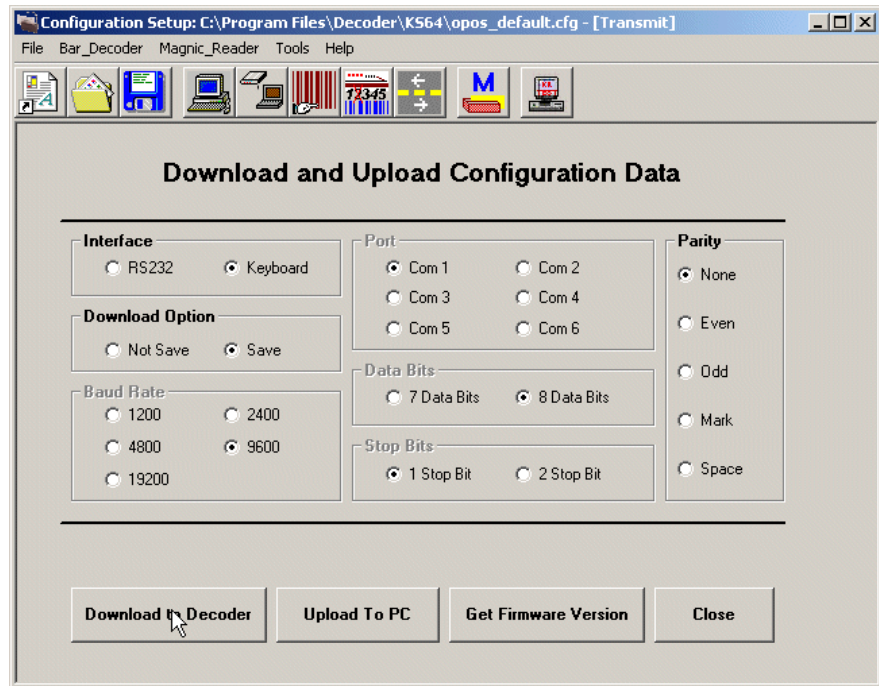 Configuration Setup: C:\Program Files\Decoder\KS64\opos_default.cfg - [Transmit]
File Bar_Decoder Magnic_Reader Tools Help
A 12345 M
Download and Upload Configuration Data
Interface
RS232 Keyboard
Download Option
Not Save Save
Baud Rate
1200 2400
4800 9600
19200
Port
Com 1 Com 2
Com 3 Com 4
Com 5 Com 6
Data Bits
7 Data Bits 8 Data Bits
Stop Bits
1 Stop Bit 2 Stop Bit
Parity
None
Even
Odd
Mark
Space
Download to Decoder Upload To PC Get Firmware Version Close